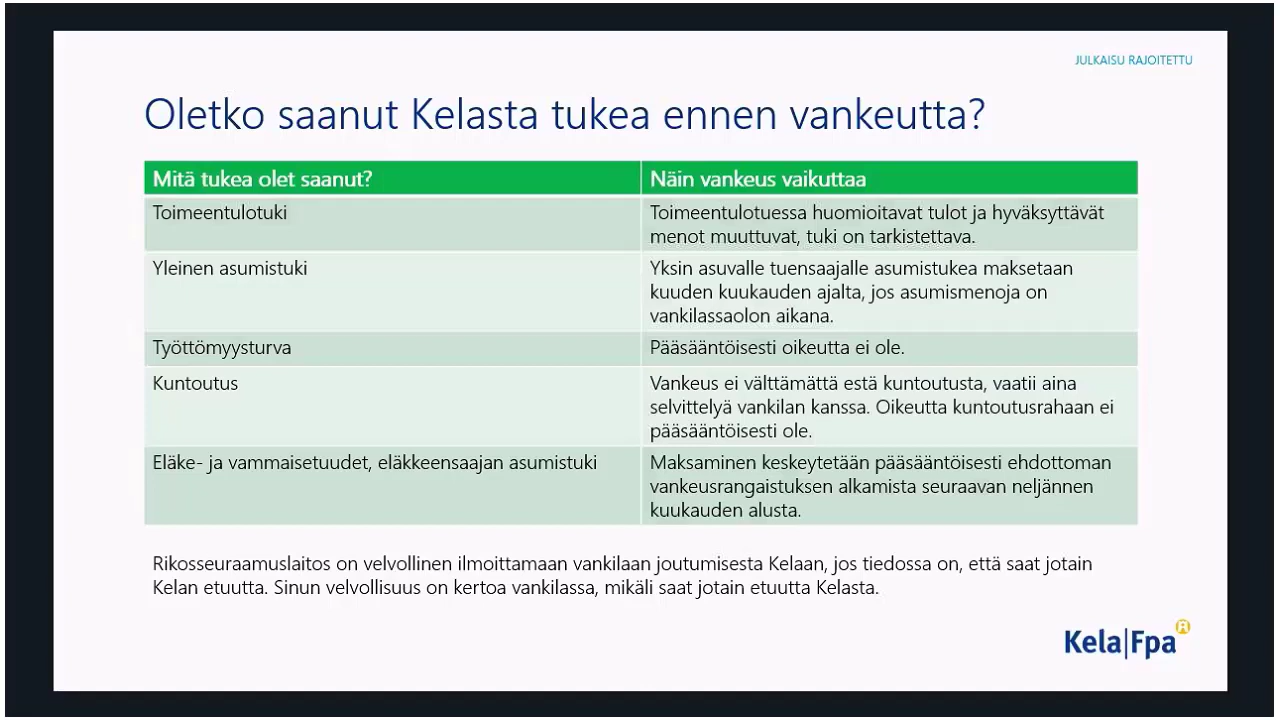 JULKAISU RAJOITETTU
Oletko saanut Kelasta tukea ennen vankeutta?
Mitä tukea olet saanut?
Näin vankeus vaikuttaa
Toimeentulotuki
Toimeentulotuessa huomioitavat tulot ja hyväksyttävät
menot muuttuvat, tuki on tarkistettava.
Yleinen asumistuki
Yksin asuvalle tuensaajalle asumistukea maksetaan
kuuden kuukauden ajalta, jos asumismenoja on
vankilassaolon aikana.
Työttömyysturva
Pääsääntöisesti oikeutta ei ole.
Kuntoutus
Vankeus ei välttämättä estä kuntoutusta, vaatii aina
selvittelyä vankilan kanssa. Oikeutta kuntoutusrahaan ei
pääsääntöisesti ole.
Eläke- ja vammaisetuudet, eläkkeensaajan asumistuki
Maksaminen keskeytetään pääsääntöisesti ehdottoman
vankeusrangaistuksen alkamista seuraavan neljännen
kuukauden alusta.
Rikosseuraamuslaitos on velvollinen ilmoittamaan vankilaan joutumisesta Kelaan, jos tiedossa on, että saat jotain
Kelan etuutta. Sinun velvollisuus on kertoa vankilassa, mikäli saat jotain etuutta Kelasta.
Kela|Fpa